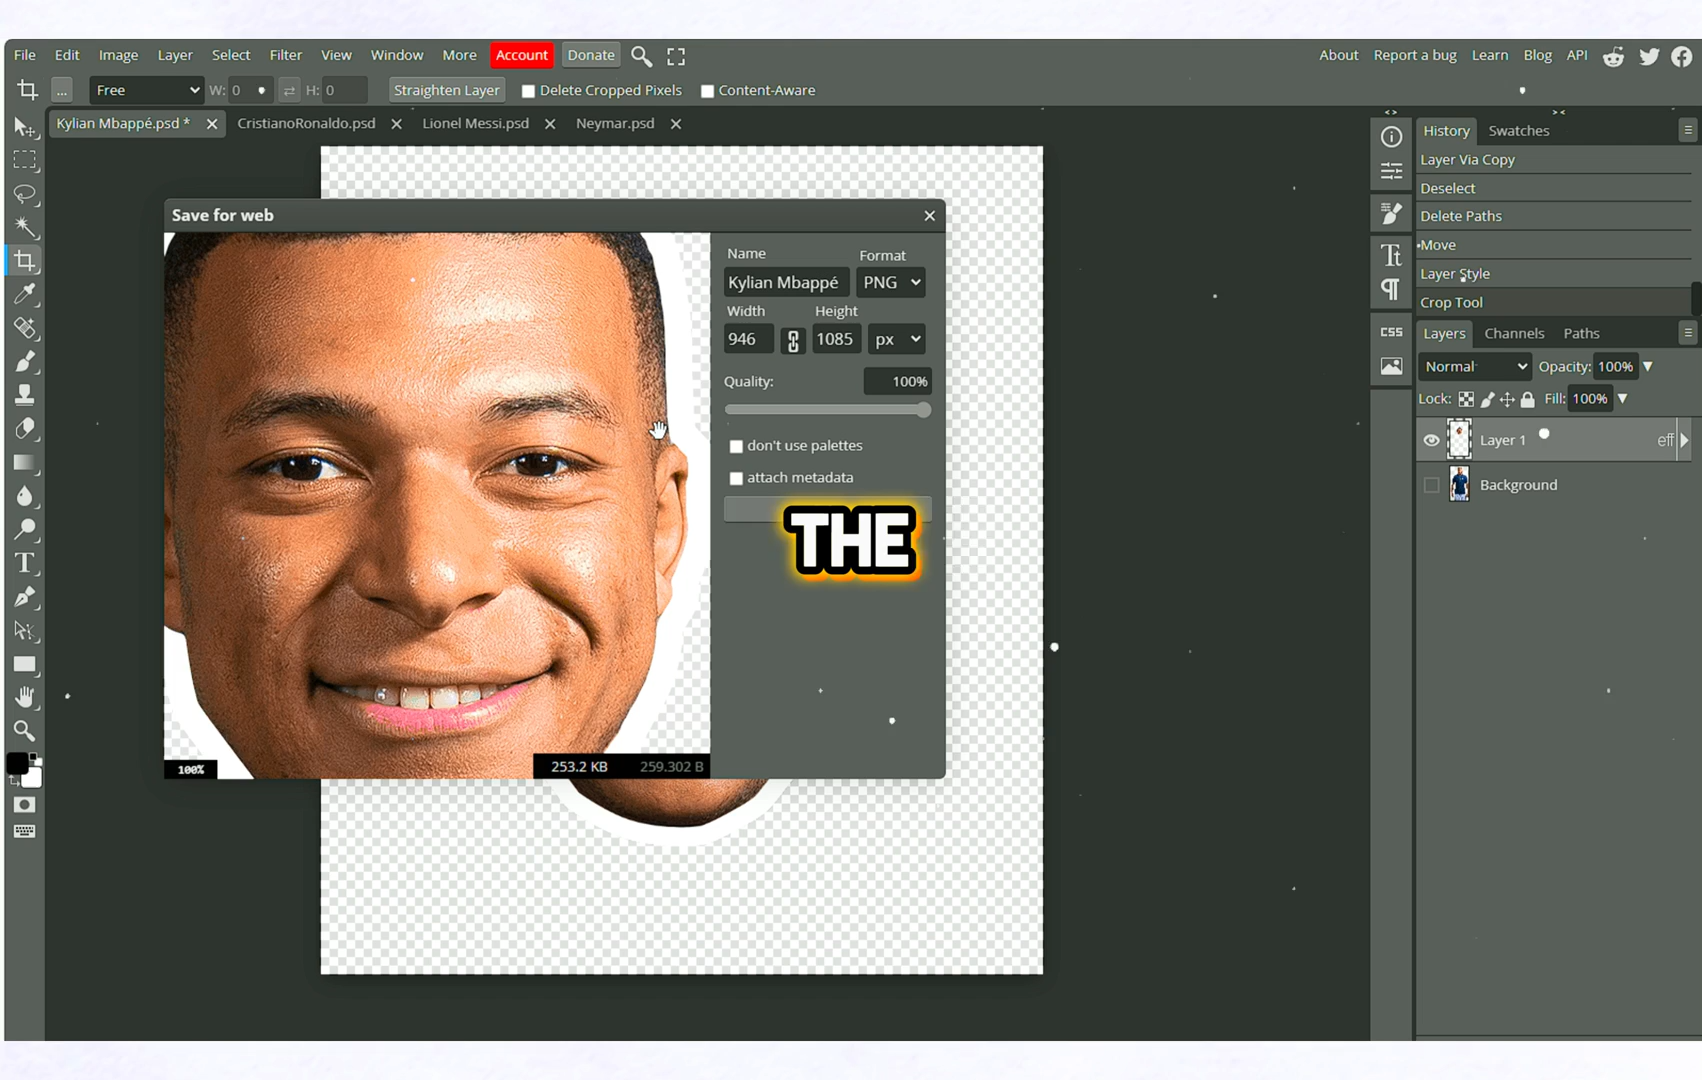 File Edit Image Layer Select Filter View Window More Account Donate About Report a bug Learn Blog API
... Free W: 0 H: 0 Straighten Layer Delete Cropped Pixels Content-Aware
Kylian Mbappé.psd * CristianoRonaldo.psd Lionel Messi.psd Neymar.psd
Save for web
Name Format
Kylian Mbappé PNG
Width Height
946 1085 px
Quality: 100%
don't use palettes
attach metadata
THE
100% 253.2 KB 259.302 B
History Swatches
Layer Via Copy
Deselect
Delete Paths
Move
Layer Style
Crop Tool
CSS
Layers Channels Paths
Normal Opacity: 100%
Lock: Fill: 100%
Layer 1 eff
Background